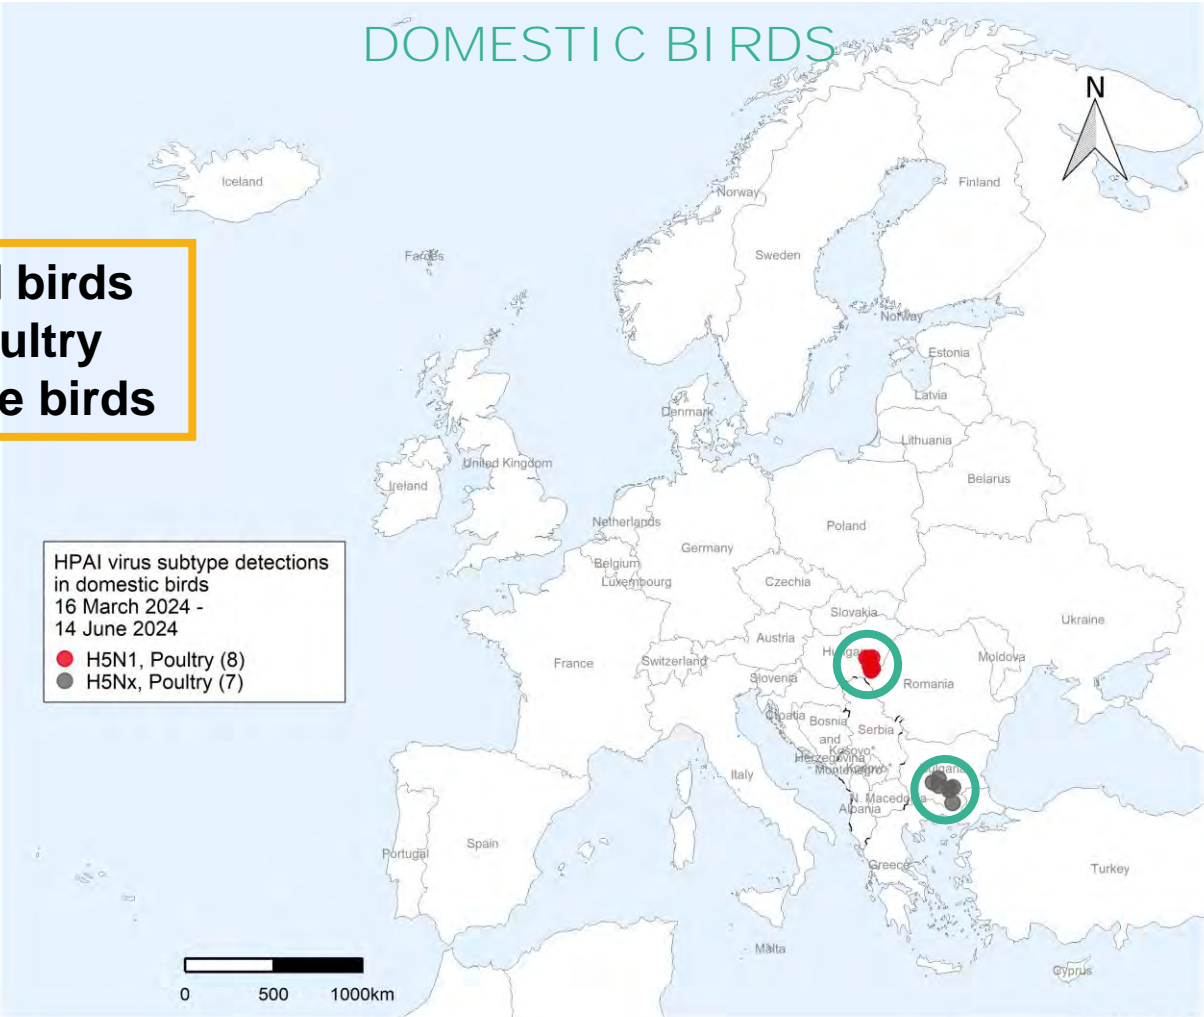 DOMESTIC BIRDS
N
Iceland
Finland
Norway
Faroes
Sweden
birds
ultry
e birds
Norway
Estonia
Latvia
Denmark
Lithuania
United Kingdom
Ireland
Belarus
Netherlands
Poland
Germany
Belgium
Luxembourg
Czechia
HPAI virus subtype detections
in domestic birds
16 March 2024 -
14 June 2024
H5N1, Poultry (8)
H5Nx, Poultry (7)
Slovakia
Ukraine
Austria
Hungary
France
Switzerland
Moldova
Slovenia
Romania
Croatia
Bosnia
and
Herzegovina
Serbia
Kosovo*
Kosovo*
Montenegro
Bulgaria
Italy
N. Macedonia
Albania
Portugal
Spain
Greece
Turkey
Malta
Cyprus
0 500 1000km